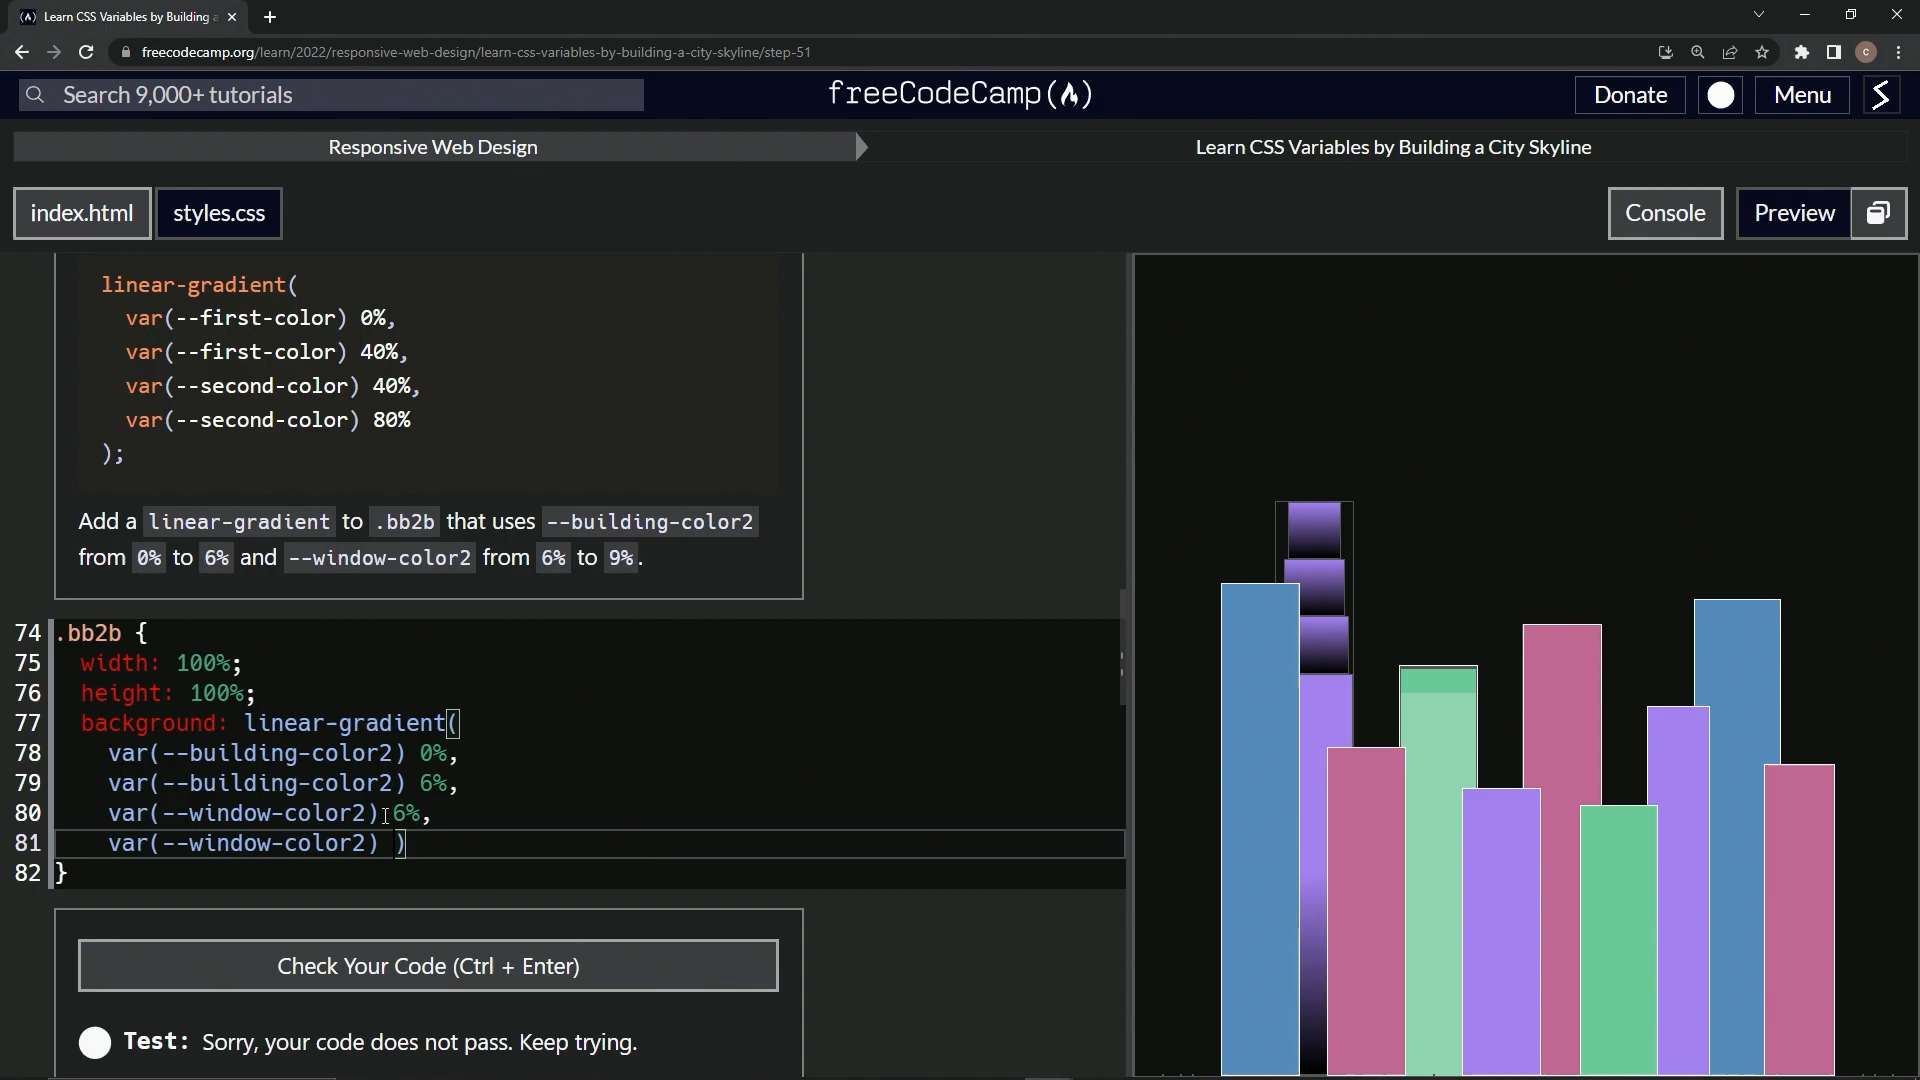 Learn CSS Variables by Building a
freecodecamp.org/learn/2022/responsive-web-design/learn-css-variables-by-building-a-city-skyline/step-51
c
Search 9,000+ tutorials
freeCodeCamp
Donate
Menu
Responsive Web Design
Learn CSS Variables by Building a City Skyline
index.html
styles.css
Console
Preview
linear-gradient(
var(--first-color) 0%,
var(--first-color) 40%,
var(--second-color) 40%,
var(--second-color) 80%
);
Add a linear-gradient to .bb2b that uses --building-color2
from 0% to 6% and --window-color2 from 6% to 9%.
74 .bb2b {
75 width: 100%;
76 height: 100%;
77 background: linear-gradient(
78 var(--building-color2) 0%,
79 var(--building-color2) 6%,
80 var(--window-color2) 6%,
81 var(--window-color2) )
82 }
Check Your Code (Ctrl + Enter)
Test: Sorry, your code does not pass. Keep trying.